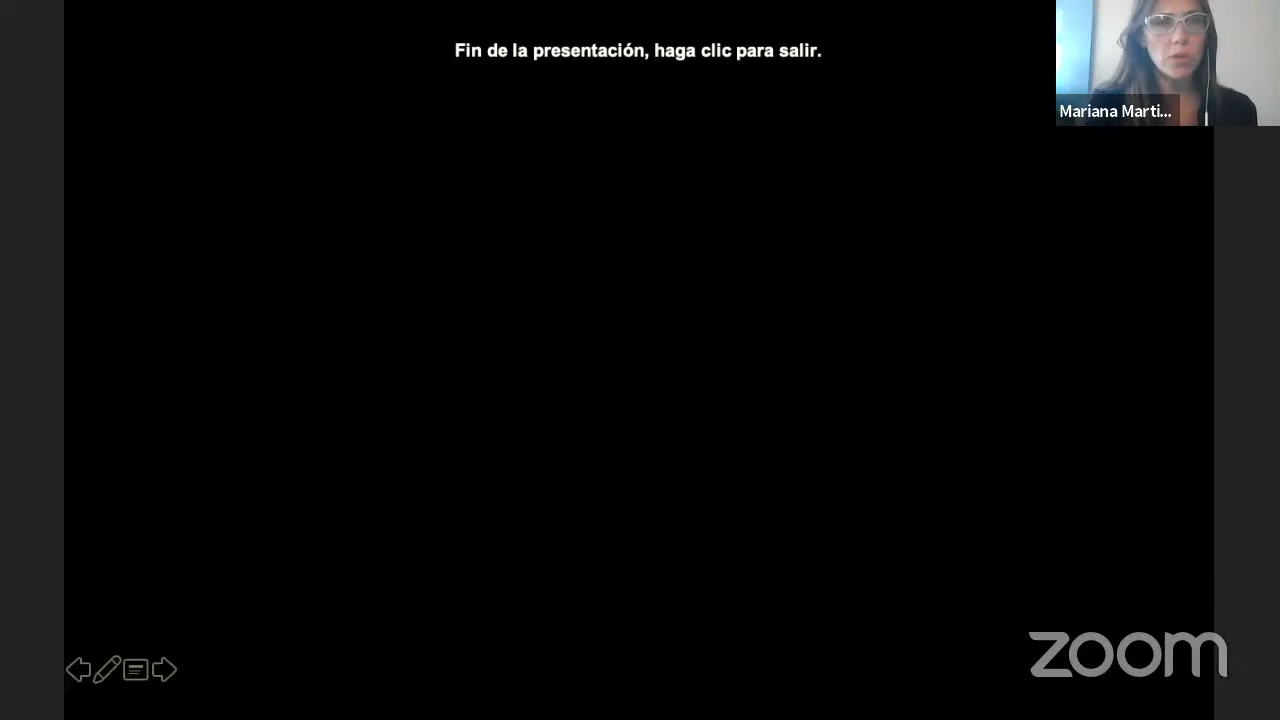 Fin de la presentación, haga clic para salir.
Mariana Marti...
zoom